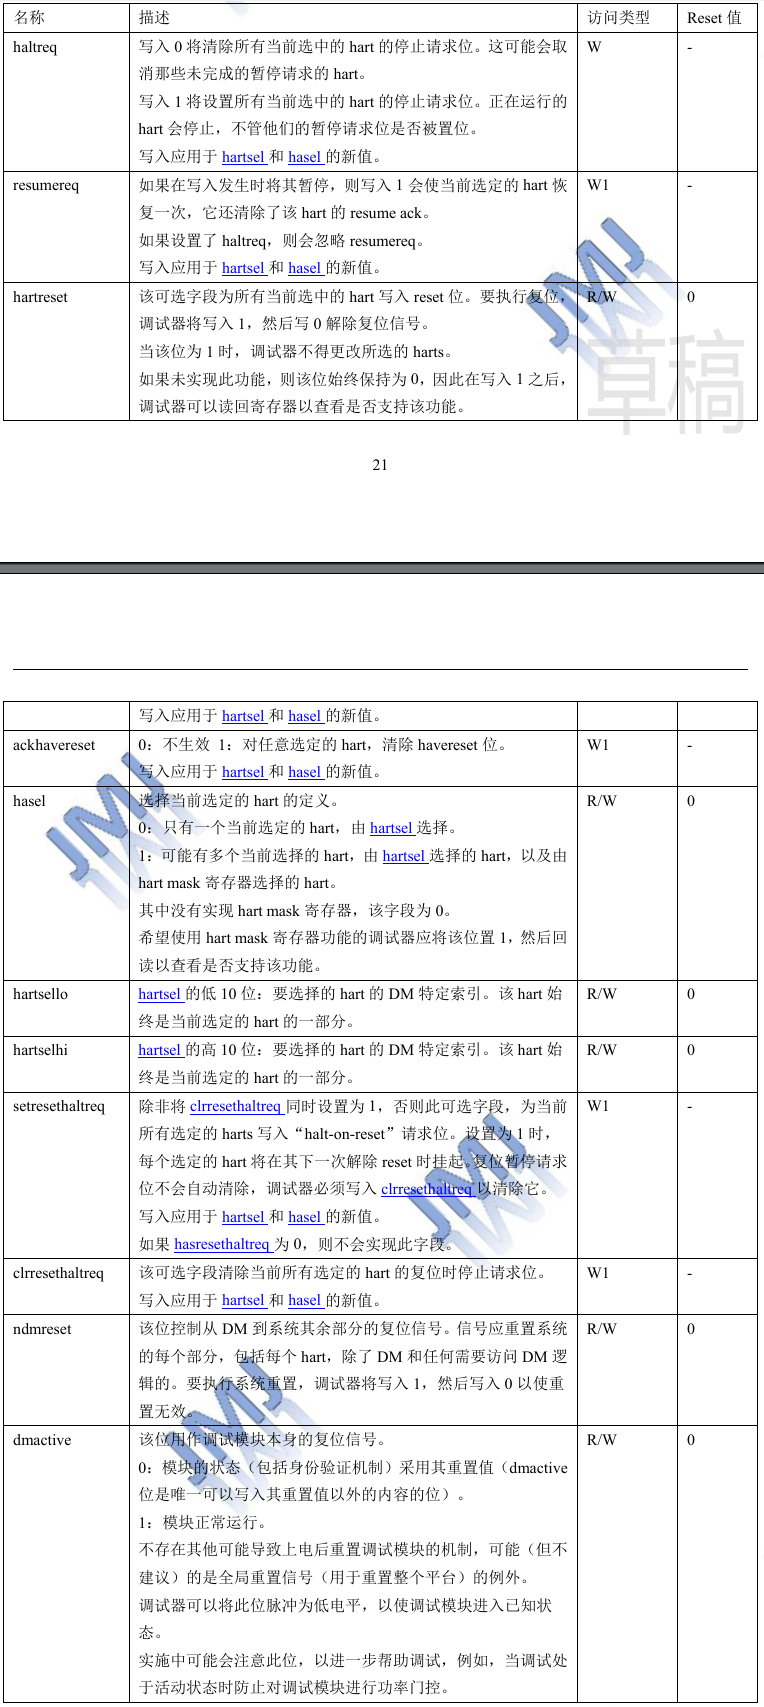 名称 描述 访问类型 Reset 值
haltreq 写入 0 将清除所有当前选中的 hart 的停止请求位。这可能会取 W -
消那些未完成的暂停请求的 hart。
写入 1 将设置所有当前选中的 hart 的停止请求位。正在运行的
hart 会停止，不管他们的暂停请求位是否被置位。
写入应用于 hartsel 和 hasel 的新值。
resumereq 如果在写入发生时将其暂停，则写入 1 会使当前选定的 hart 恢 W1 -
复一次，它还清除了该 hart 的 resume ack。
如果设置了 haltreq，则会忽略 resumereq。
写入应用于 hartsel 和 hasel 的新值。
hartreset 该可选字段为所有当前选中的 hart 写入 reset 位。要执行复位， R/W 0
调试器将写入 1，然后写 0 解除复位信号。
当该位为 1 时，调试器不得更改所选的 harts。
如果未实现此功能，则该位始终保持为 0，因此在写入 1 之后，
调试器可以读回寄存器以查看是否支持该功能。
JMJ
草稿
21
写入应用于 hartsel 和 hasel 的新值。
ackhavereset 0：不生效 1：对任意选定的 hart，清除 havereset 位。 W1 -
写入应用于 hartsel 和 hasel 的新值。
hasel 选择当前选定的 hart 的定义。 R/W 0
0：只有一个当前选定的 hart，由 hartsel 选择。
1：可能有多个当前选择的 hart，由 hartsel 选择的 hart，以及由
hart mask 寄存器选择的 hart。
其中没有实现 hart mask 寄存器，该字段为 0。
希望使用 hart mask 寄存器功能的调试器应将该位置 1，然后回
读以查看是否支持该功能。
JMJ
hartsello hartsel 的低 10 位：要选择的 hart 的 DM 特定索引。该 hart 始 R/W 0
终是当前选定的 hart 的一部分。
hartselhi hartsel 的高 10 位：要选择的 hart 的 DM 特定索引。该 hart 始 R/W 0
终是当前选定的 hart 的一部分。
setresethaltreq 除非将 clrresethaltreq 同时设置为 1，否则此可选字段，为当前 W1 -
所有选定的 harts 写入“halt-on-reset”请求位。设置为 1 时，
每个选定的 hart 将在其下一次解除 reset 时挂起。复位暂停请求
位不会自动清除，调试器必须写入 clrresethaltreq 以清除它。
写入应用于 hartsel 和 hasel 的新值。
如果 hasresethaltreq 为 0，则不会实现此字段。
JMJ
clrresethaltreq 该可选字段清除当前所有选定的 hart 的复位时停止请求位。 W1 -
写入应用于 hartsel 和 hasel 的新值。
ndmreset 该位控制从 DM 到系统其余部分的复位信号。信号应重置系统 R/W 0
的每个部分，包括每个 hart，除了 DM 和任何需要访问 DM 逻
辑的。要执行系统重置，调试器将写入 1，然后写入 0 以使重
置无效。
JMJ
dmactive 该位用作调试模块本身的复位信号。 R/W 0
0：模块的状态（包括身份验证机制）采用其重置值（dmactive
位是唯一可以写入其重置值以外的内容的位）。
1：模块正常运行。
不存在其他可能导致上电后重置调试模块的机制，可能（但不
建议）的是全局重置信号（用于重置整个平台）的例外。
调试器可以将此位脉冲为低电平，以使调试模块进入已知状
态。
实施中可能会注意此位，以进一步帮助调试，例如，当调试处
于活动状态时防止对调试模块进行功率门控。